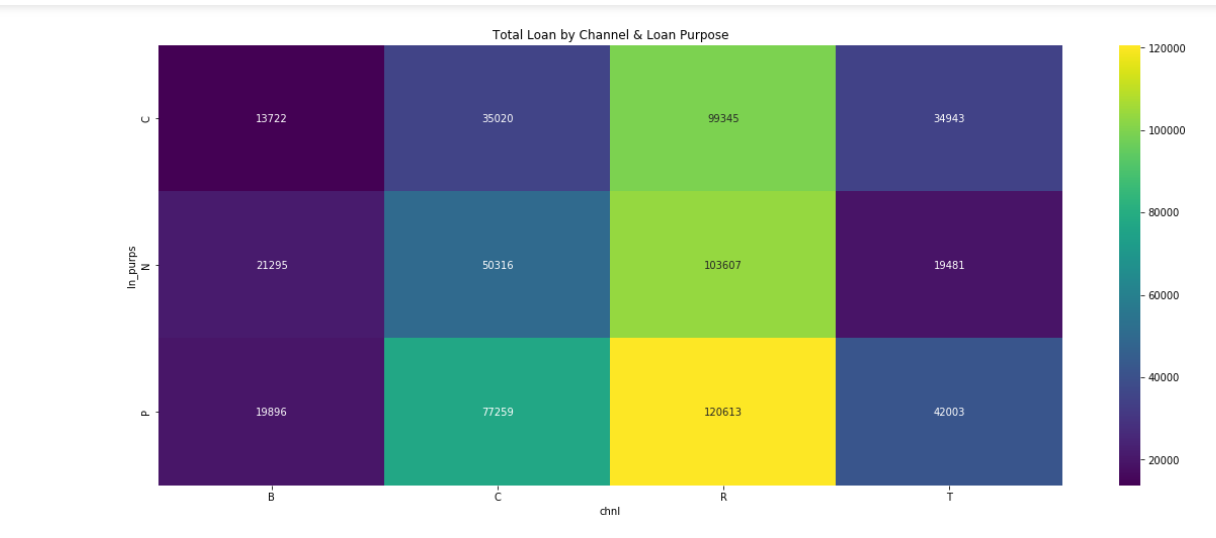 Total Loan by Channel & Loan Purpose
120000
C 13722 35020 99345 34943
100000
80000
ln_purps
N 21295 50316 103607 19481
60000
40000
P 19896 77259 120613 42003
20000
B C R T
chnl